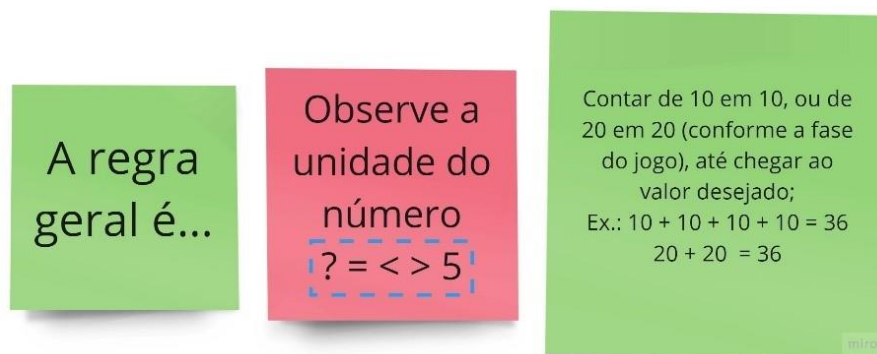 A regra
geral é...
Observe a
unidade do
número
? = < > 5
Contar de 10 em 10, ou de
20 em 20 (conforme a fase
do jogo), até chegar ao
valor desejado;
Ex.: 10 + 10 + 10 + 10 = 36
20 + 20 = 36
miro